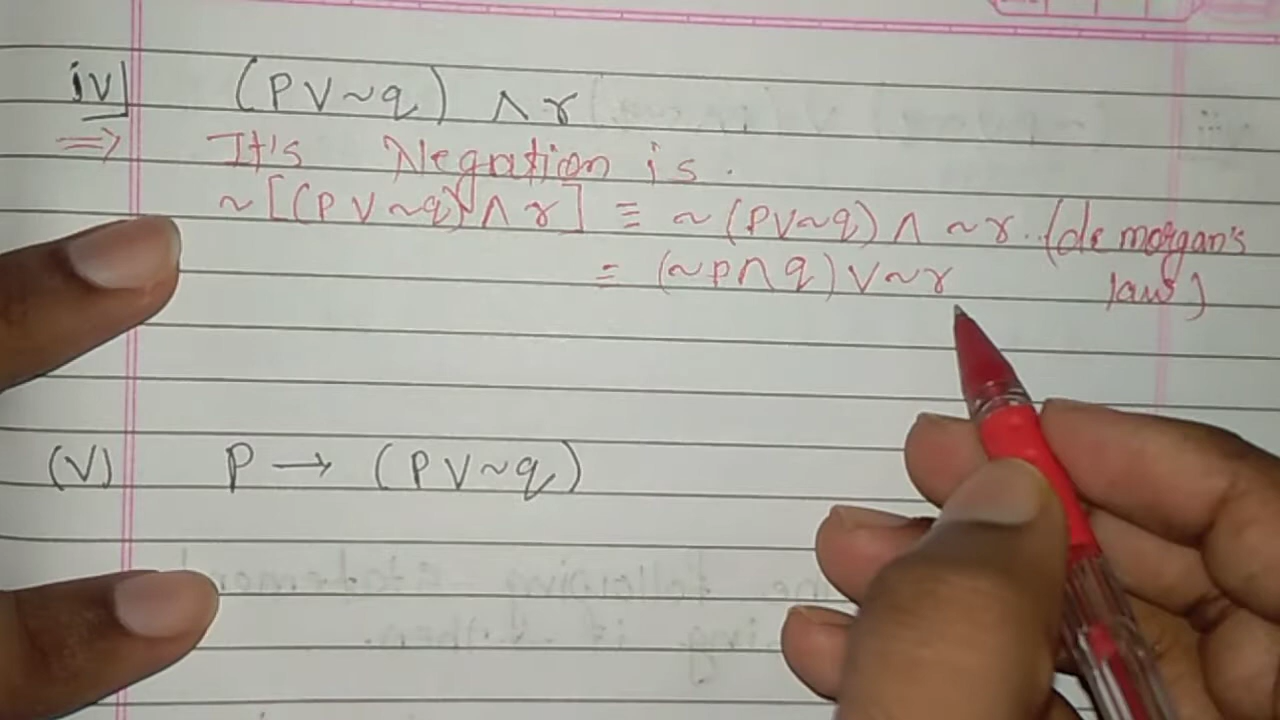 iv] (P V ~ q) ∧ r
⇒ It's Negation is.
~ [(P V ~q) ∧ r] ≡ ~ (P V ~q) ∧ ~ r. (de morgan's
= (~ p ∧ q) V ~ r law)
(V) P → (P V ~ q)